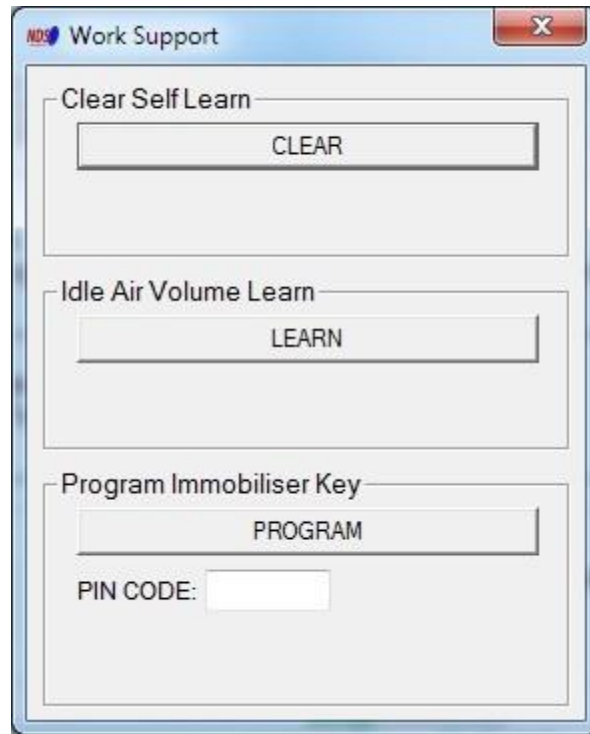 NDS Work Support
Clear Self Learn
CLEAR
Idle Air Volume Learn
LEARN
Program Immobiliser Key
PROGRAM
PIN CODE: